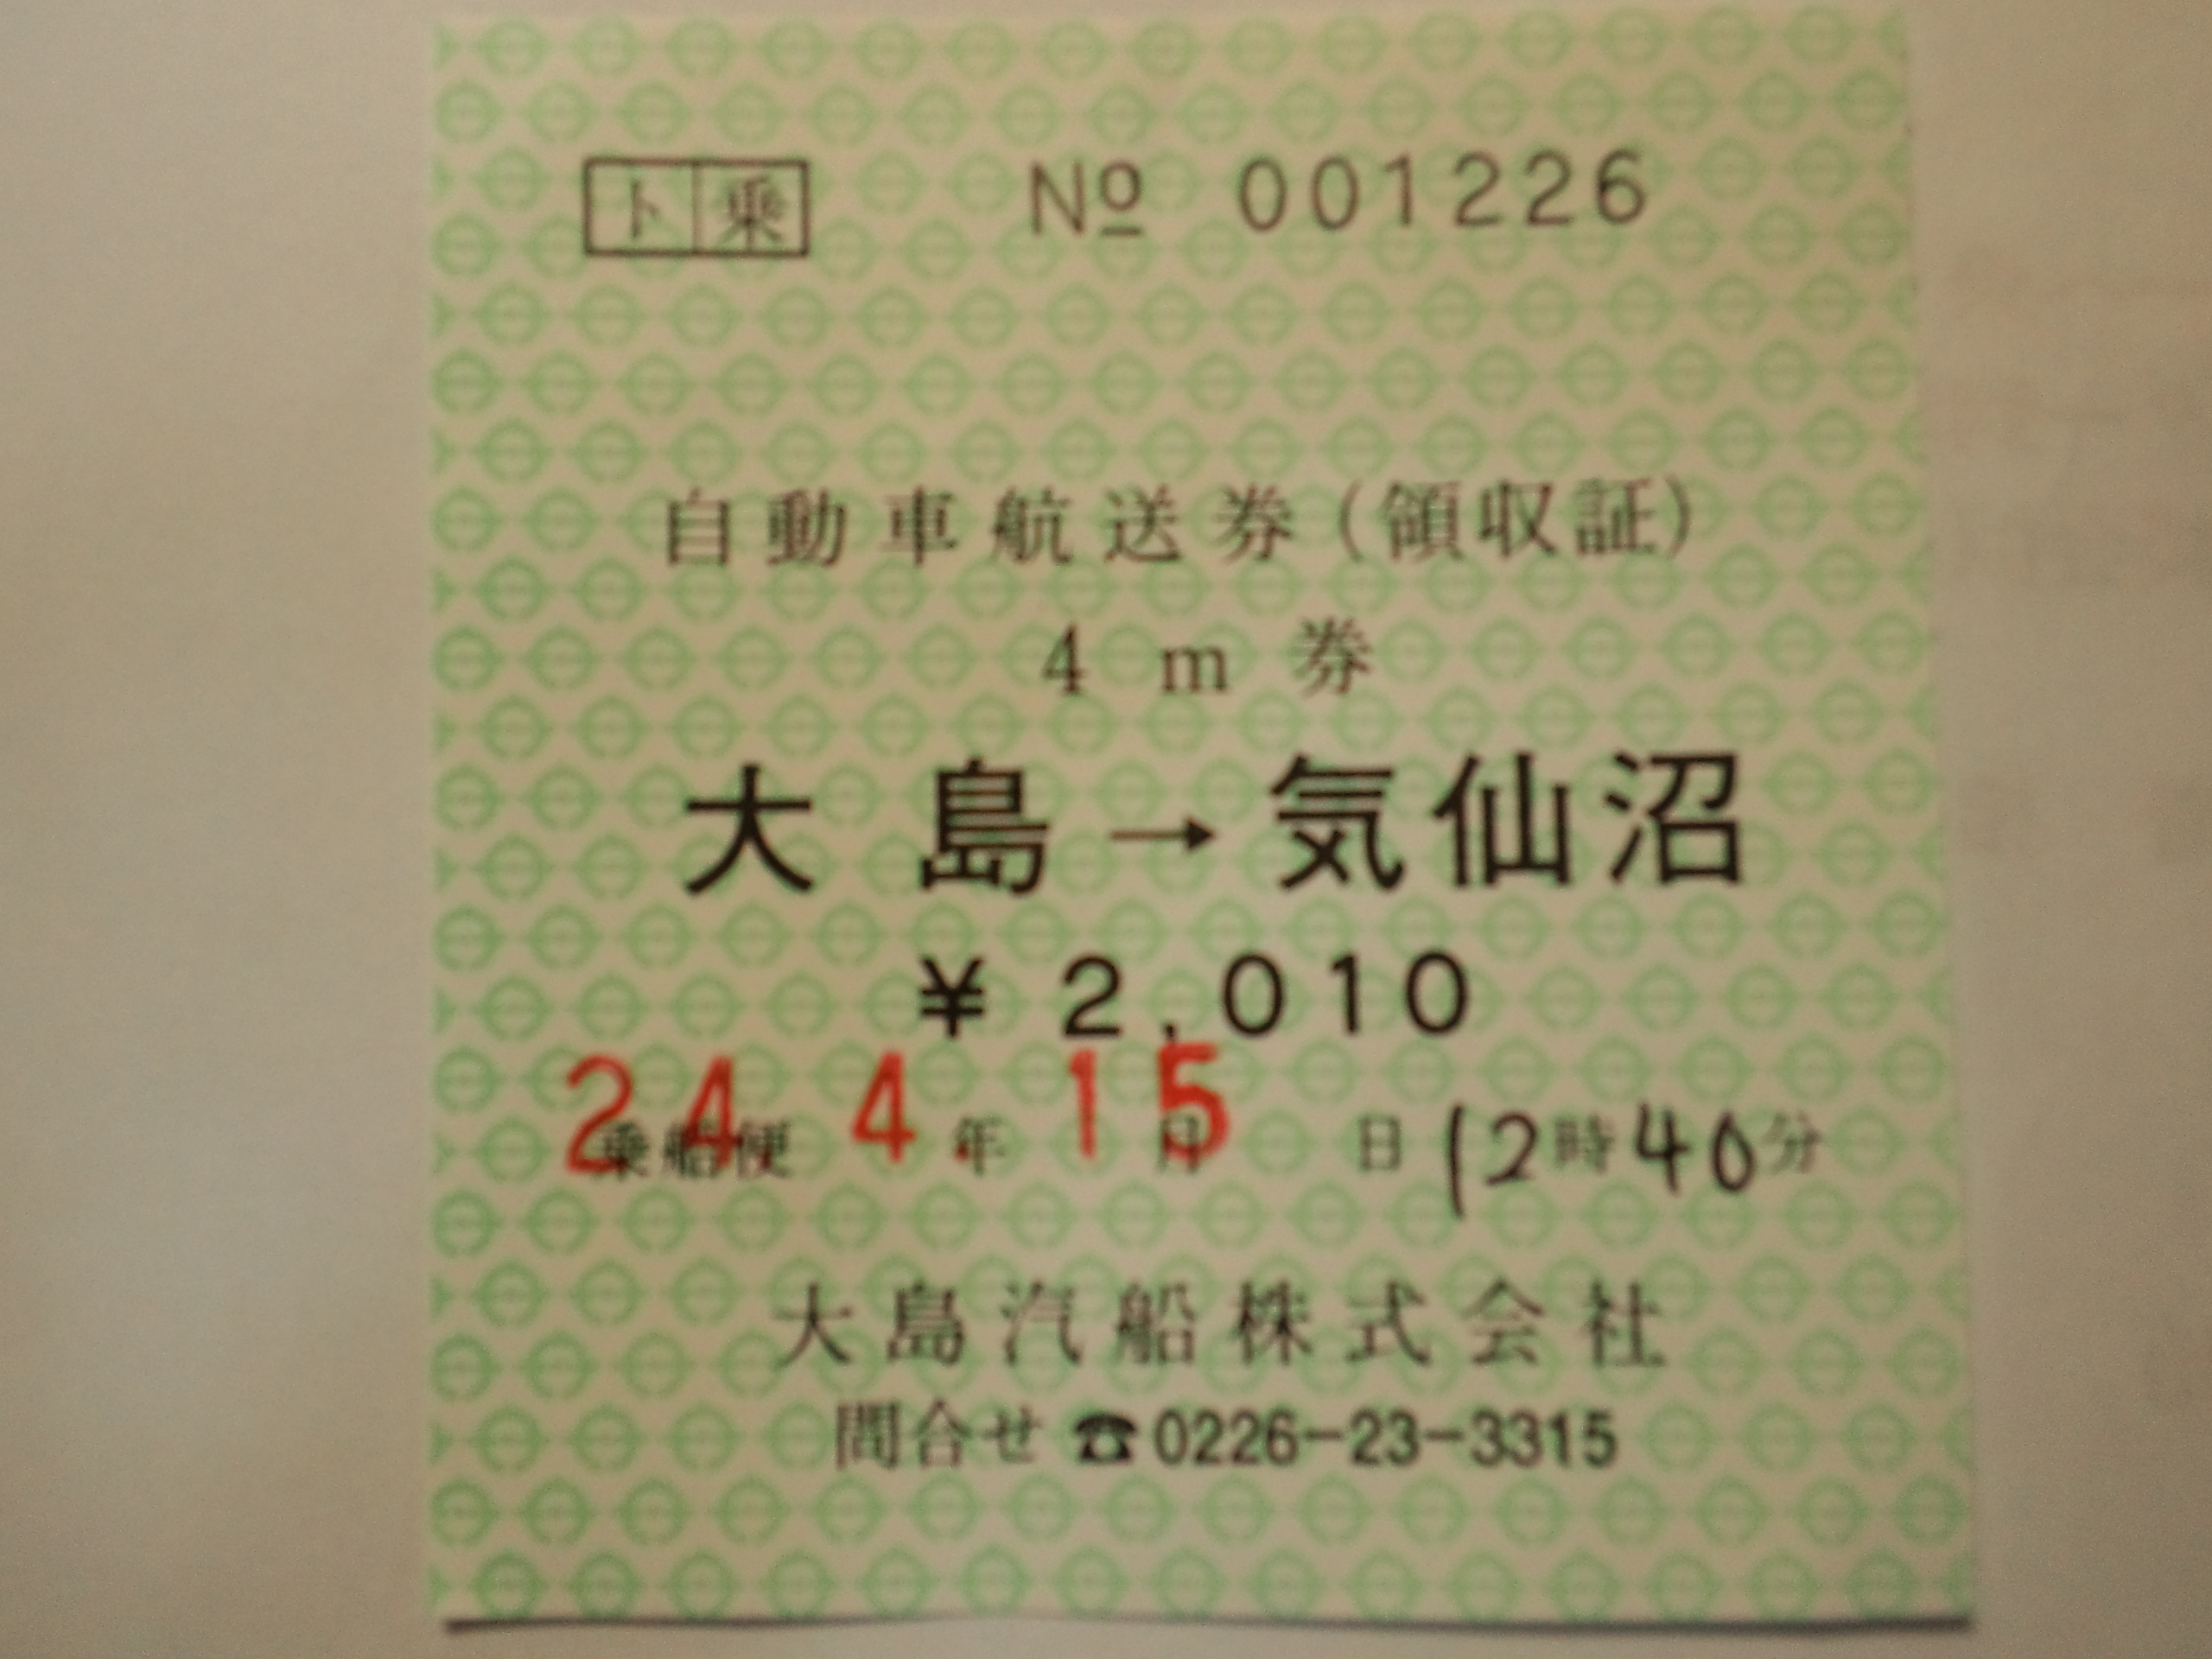 ト 乗 № 001226
自動車航送券(領収証)
4m券
大島→気仙沼
¥2,010
24.4.15
乗船便 年 月 日 12時40分
大島汽船株式会社
問合せ ☎0226-23-3315